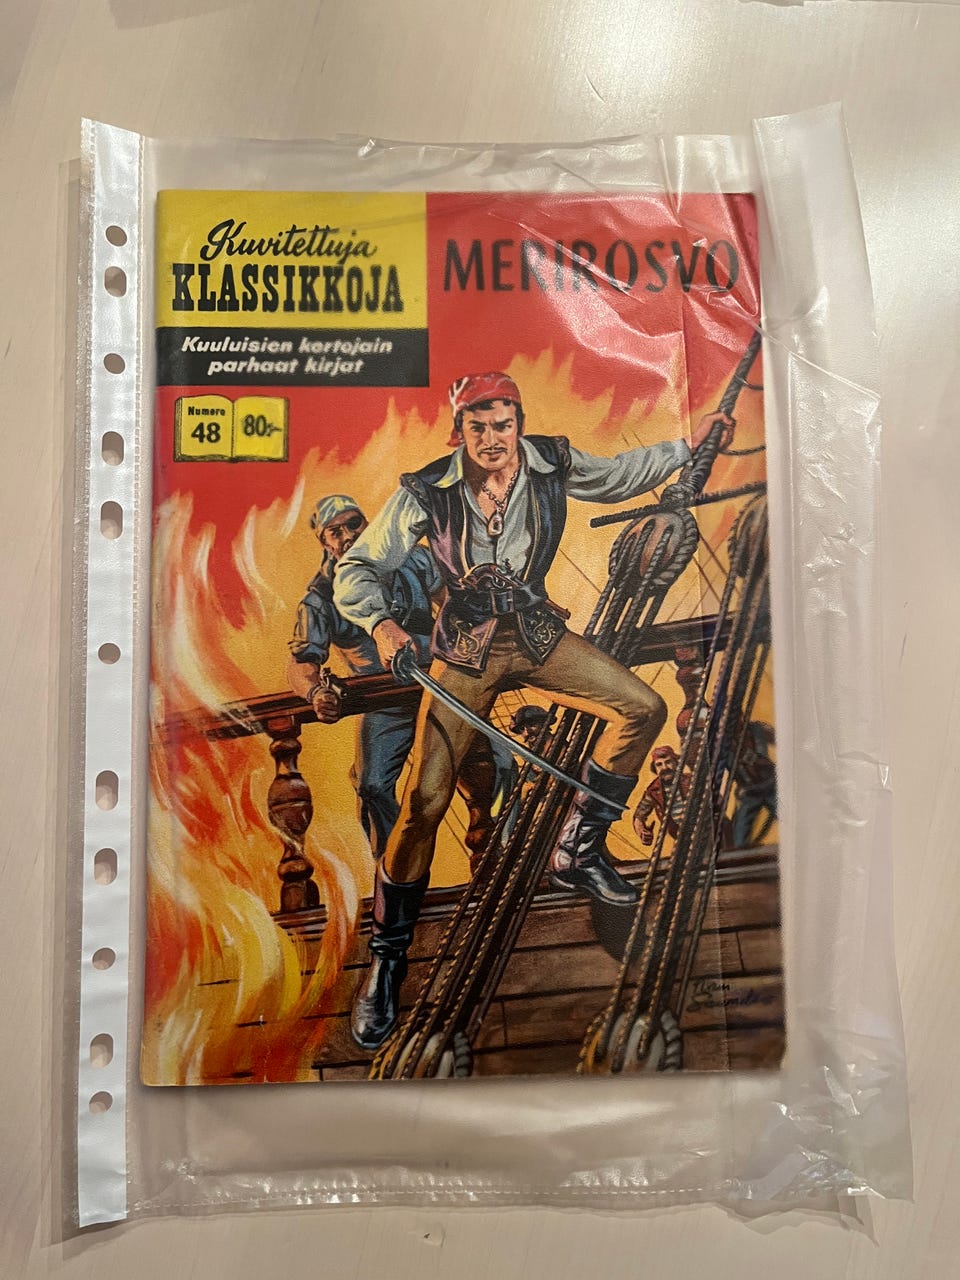 Kuvitettuja
KLASSIKKOJA
MERIROSVO
Kuuluisien kertojain
parhaat kirjat
Numero
48
80:-